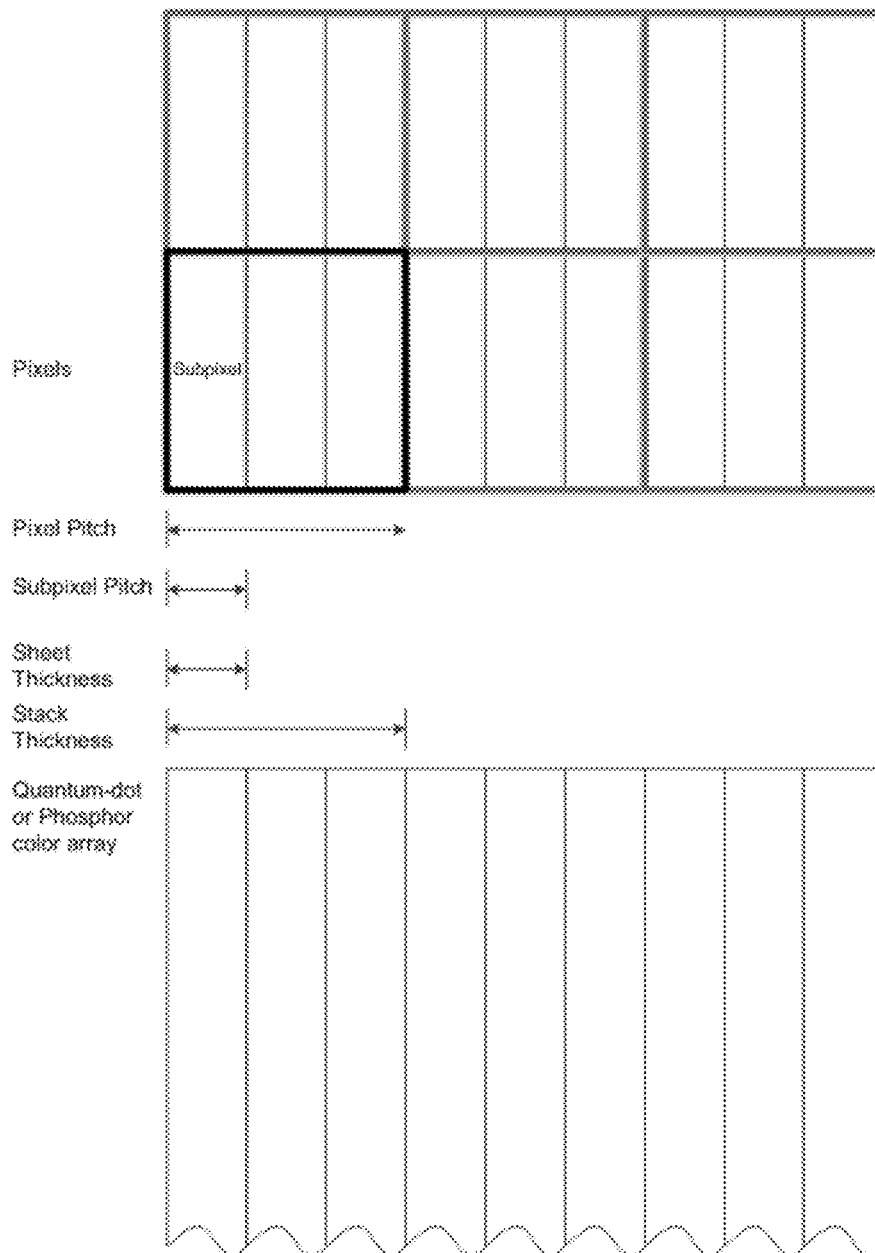 Pixels
Subpixel
Pixel Pitch
Subpixel Pitch
Sheet
Thickness
Stack
Thickness
Quantum-dot
or Phosphor
color array